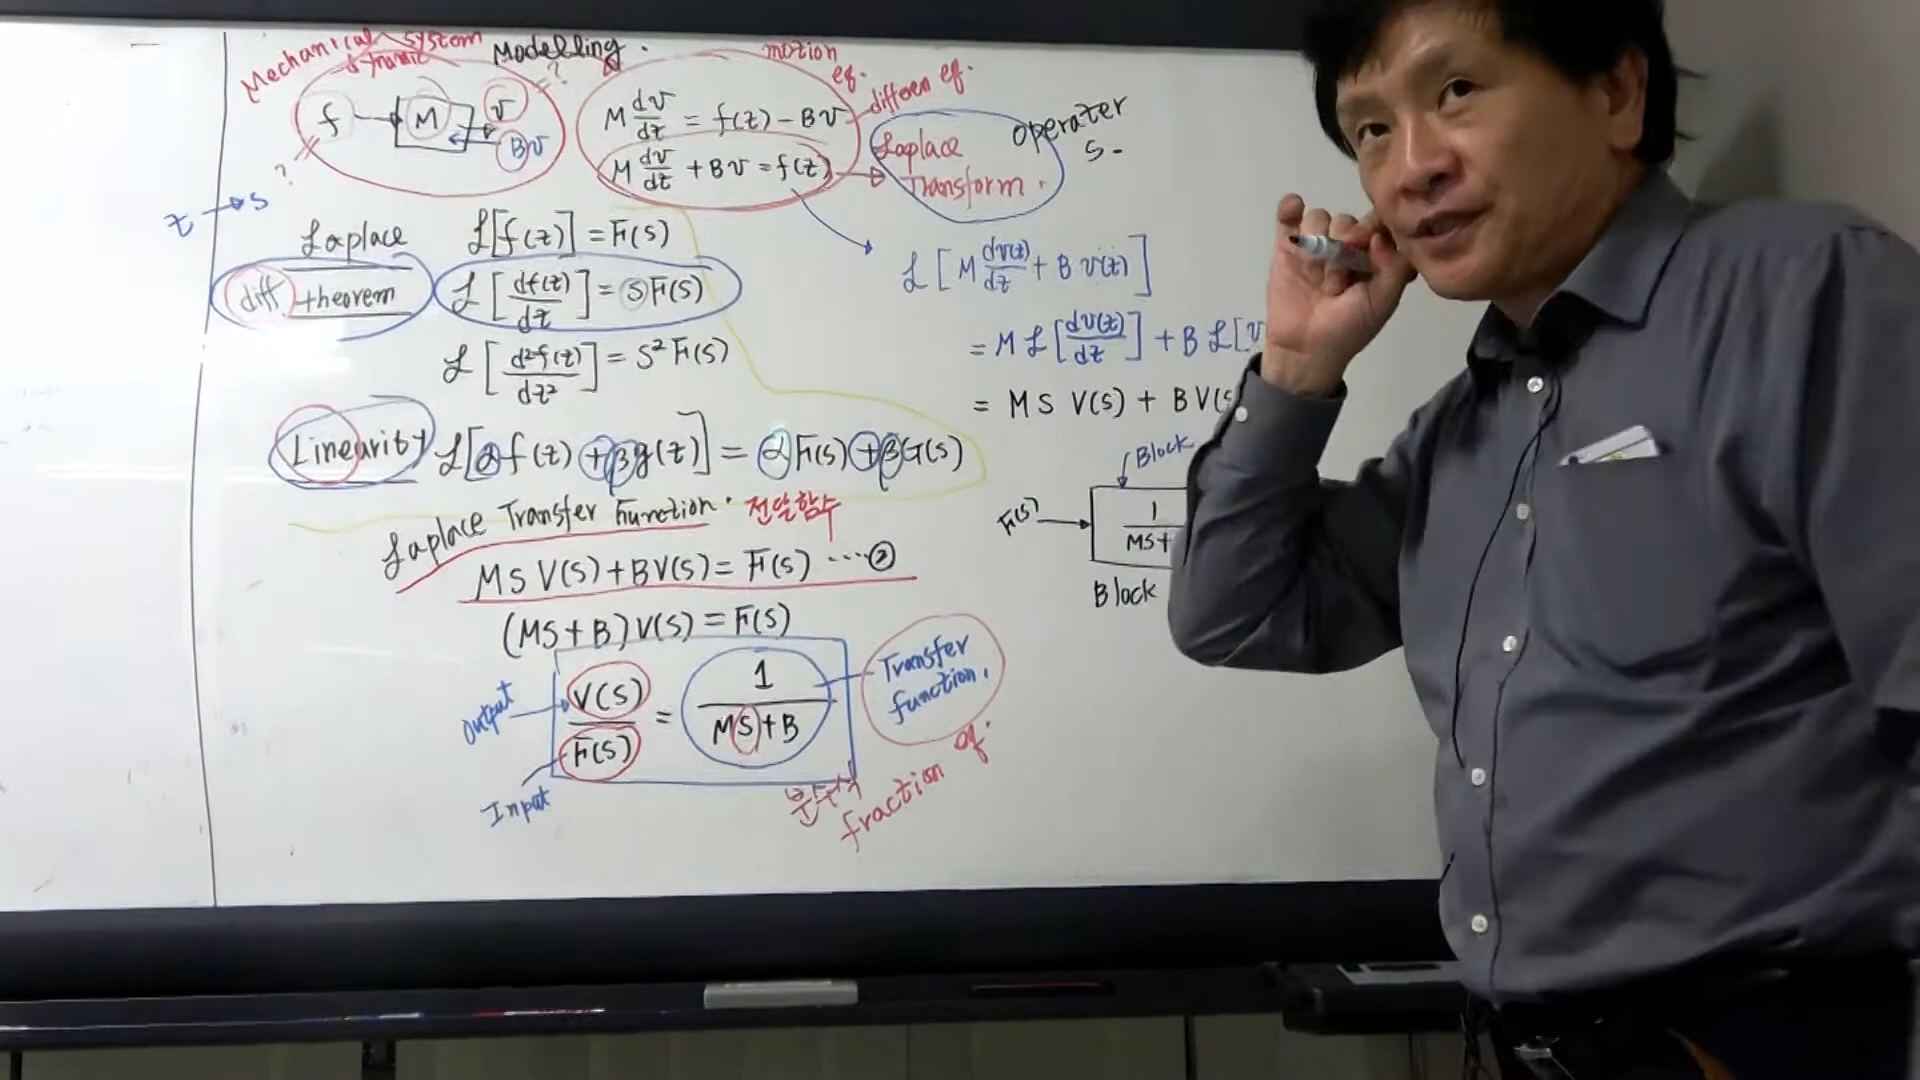 Mechanical system Modelling.
dynamic
f → M v
Bv
?
?
motion
eq.
M dv/dt = f(t) − Bv
differen eq.
M dv/dt + Bv = f(t)
Laplace
Transform.
operater
S -
t → s
Laplace ℒ[f(t)] = F(s)
diff theorem ℒ[df(t)/dt] = SF(s)
ℒ[d²f(t)/dt²] = S² F(s)
Linearity ℒ[αf(t) + βg(t)] = αF(s) + βG(s)
Laplace Transfer Function. 전달함수
MS V(s) + BV(s) = F(s) ····②
(MS + B) V(s) = F(s)
output V(s)/F(s) = 1/(MS + B)
Input
Transfer
function.
분수식
fraction eq.
ℒ[M dv(t)/dt + B v(t)]
= M ℒ[dv(t)/dt] + B ℒ[v
= MS V(s) + BV(s
Block
F(s) → 1/MS+
Block